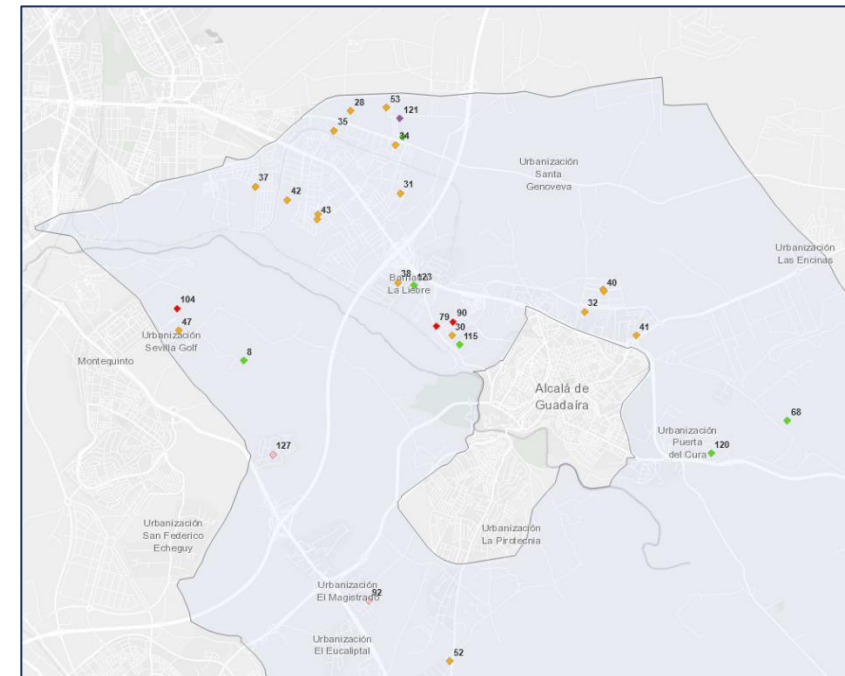 53
28
121
35
34
Urbanización
Santa
Genoveva
37
42
31
43
Urbanización
Las Encinas
38
123
La Liebre
40
32
104
79
90
47
30
41
115
Urbanización
Sevilla Golf
Montequinto
8
Alcalá de
Guadaíra
68
Urbanización
Puerta
del Cura
120
127
Urbanización
San Federico
Echeguy
Urbanización
La Pirotecnia
Urbanización
El Magistrado
92
Urbanización
El Eucaliptal
52